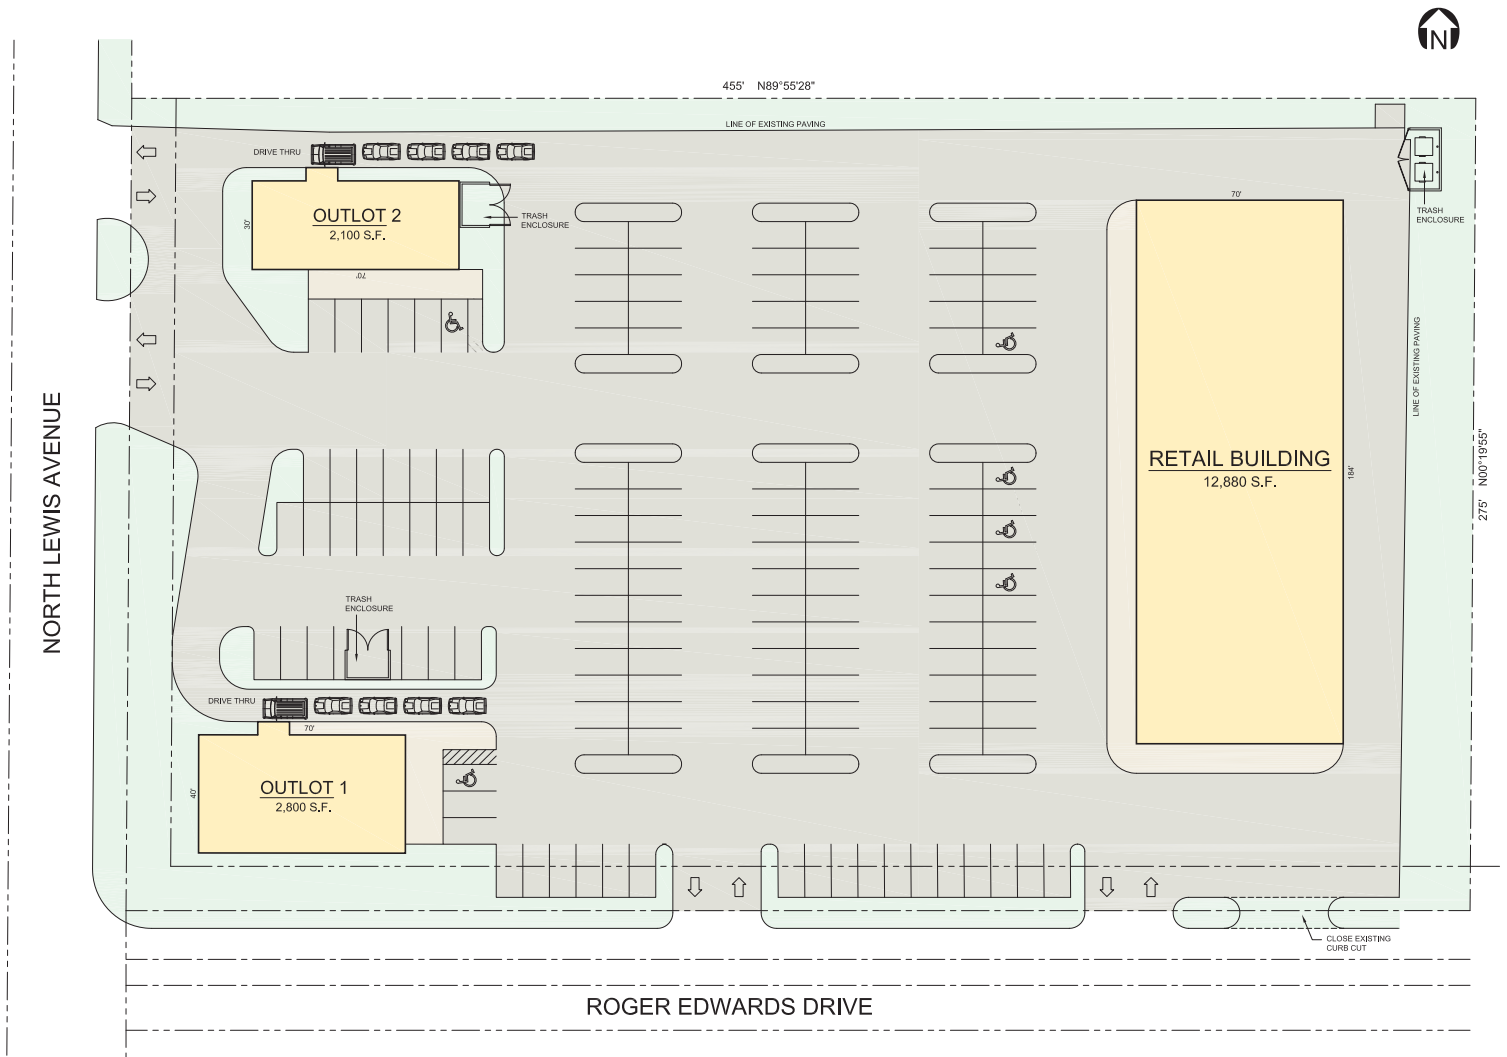 N
455' N89°55'28"
LINE OF EXISTING PAVING
DRIVE THRU
OUTLOT 2
2,100 S.F.
30'
70'
TRASH
ENCLOSURE
70'
TRASH
ENCLOSURE
LINE OF EXISTING PAVING
NORTH LEWIS AVENUE
RETAIL BUILDING
12,880 S.F.
184'
275' N00°19'55"
TRASH
ENCLOSURE
DRIVE THRU
70'
OUTLOT 1
2,800 S.F.
40'
CLOSE EXISTING
CURB CUT
ROGER EDWARDS DRIVE